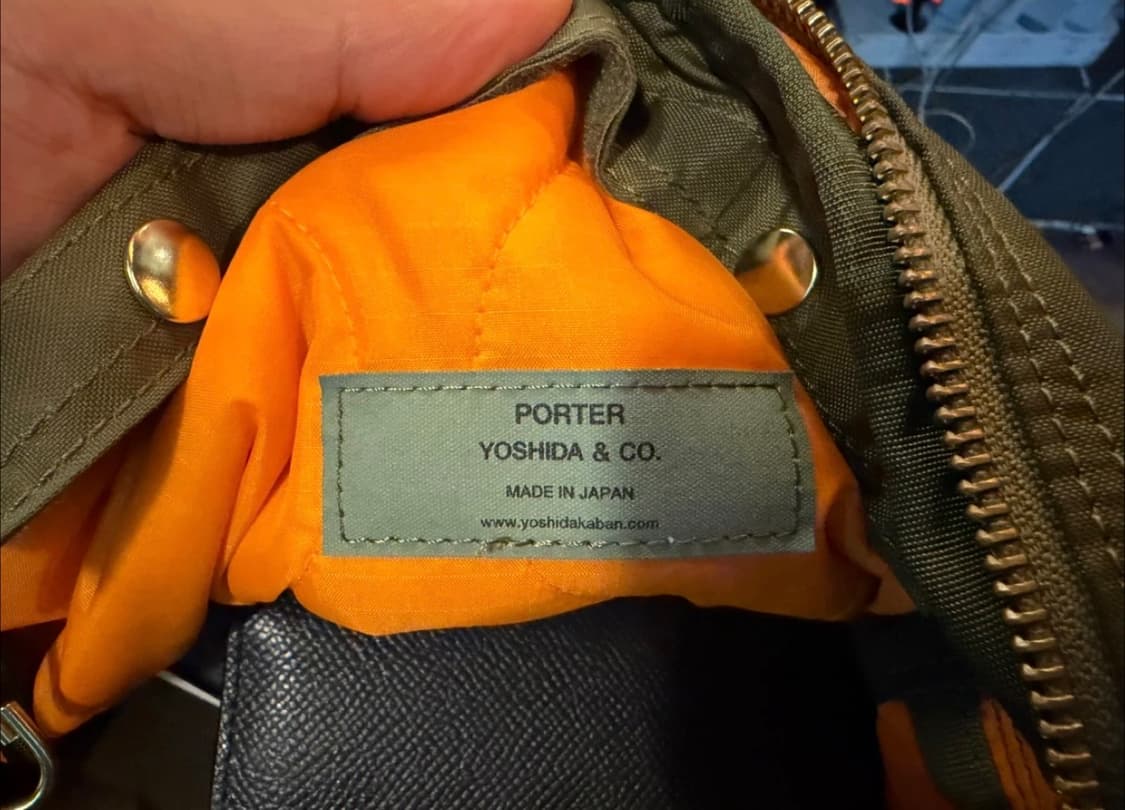 PORTER
YOSHIDA & CO.
MADE IN JAPAN
www.yoshidakaban.com